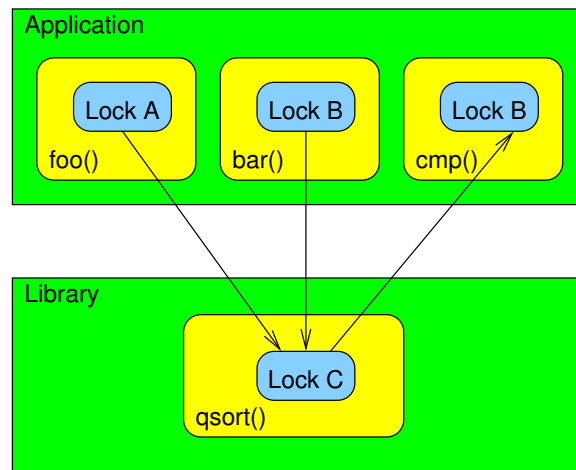 Application
Lock A
Lock B
Lock B
foo()
bar()
cmp()
Library
Lock C
qsort()